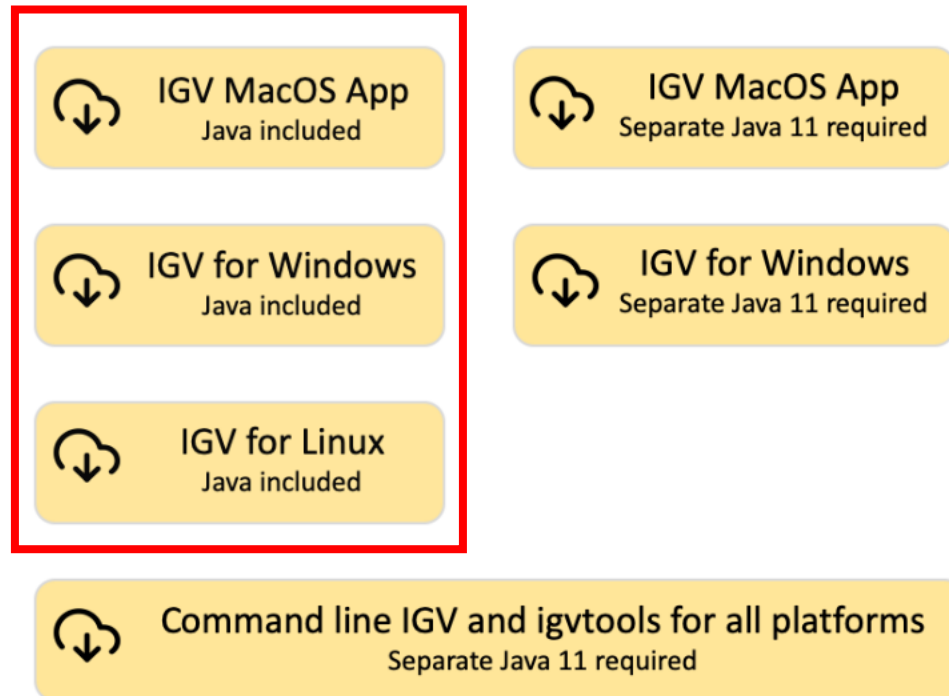 IGV MacOS App
Java included
IGV MacOS App
Separate Java 11 required
IGV for Windows
Java included
IGV for Windows
Separate Java 11 required
IGV for Linux
Java included
Command line IGV and igvtools for all platforms
Separate Java 11 required